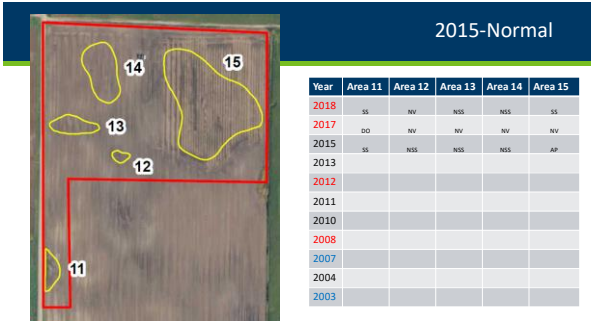 2015-Normal
14
15
13
12
11
Year Area 11 Area 12 Area 13 Area 14 Area 15
2018 SS NV NSS NSS SS
2017 DO NV NV NV NV
2015 SS NSS NSS NSS AP
2013
2012
2011
2010
2008
2007
2004
2003